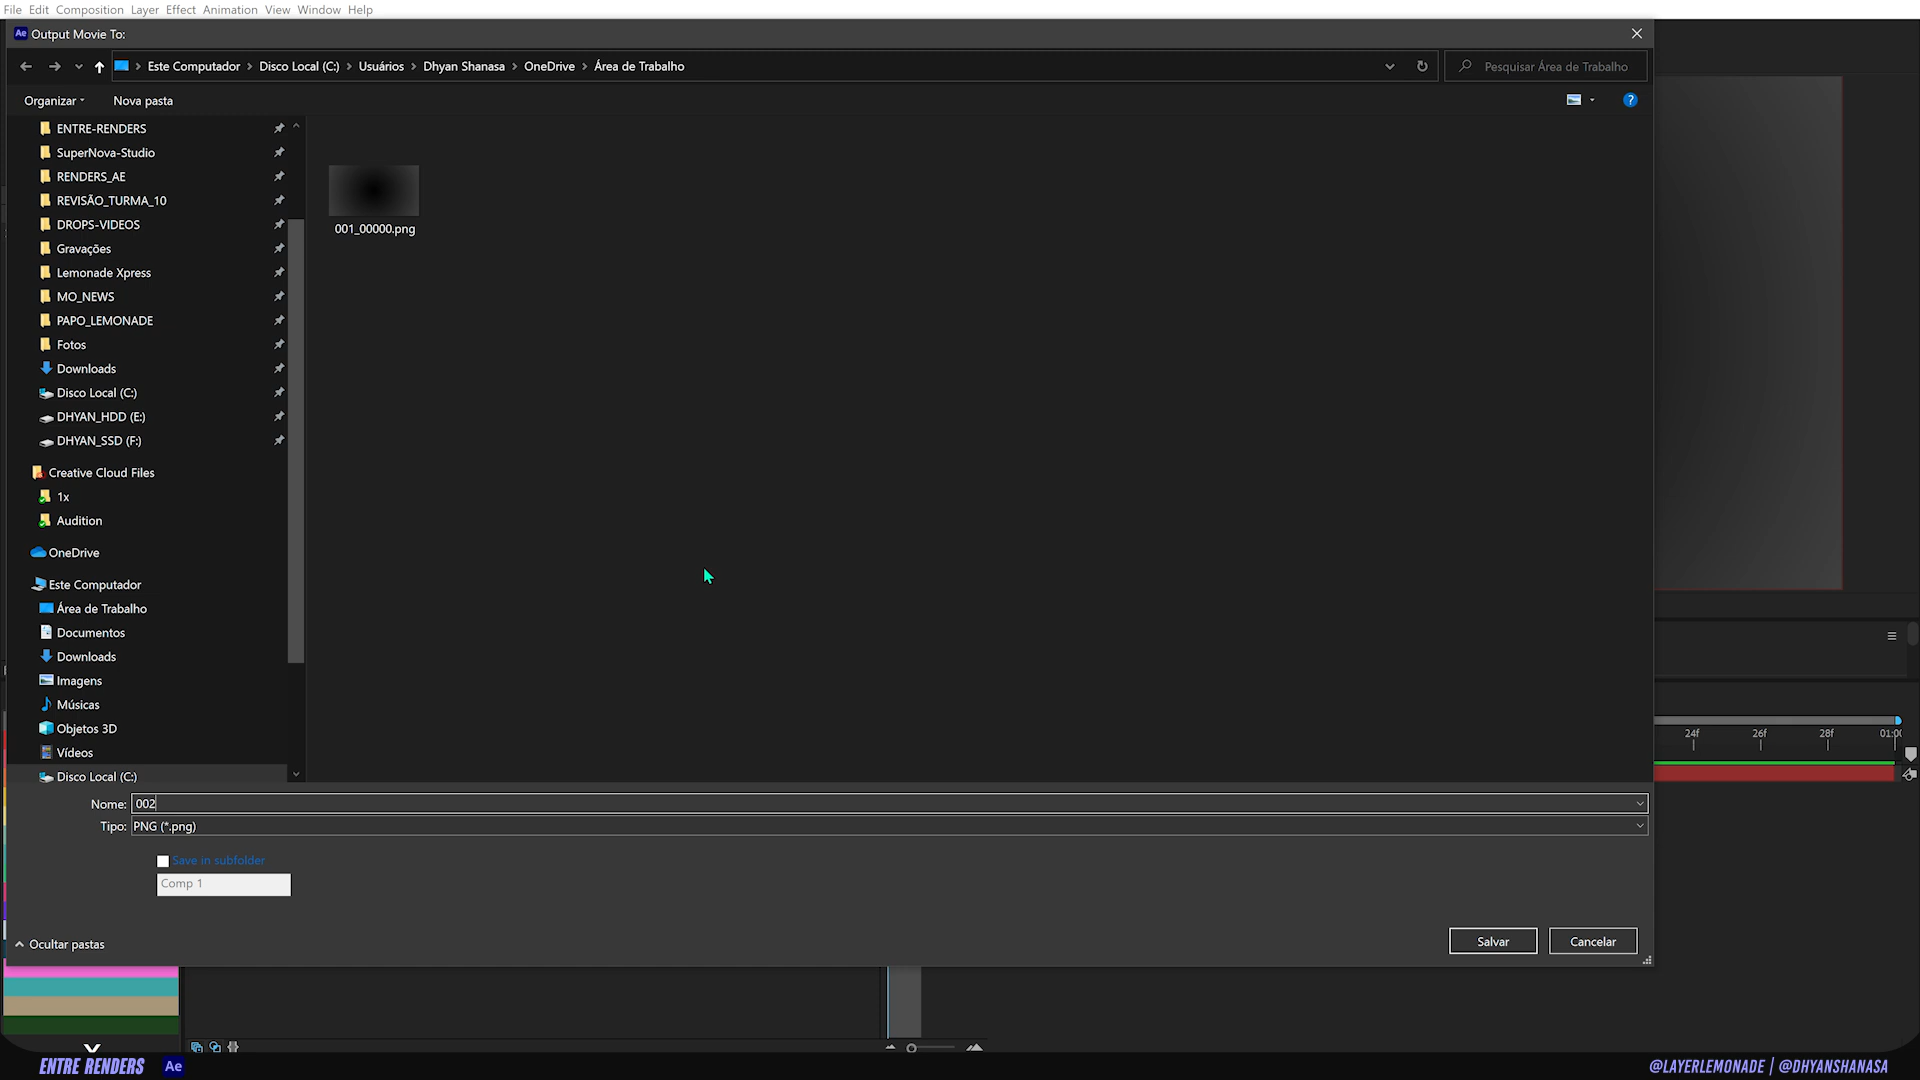 File Edit Composition Layer Effect Animation View Window Help
Ae Output Movie To:
Este Computador Disco Local (C:) Usuários Dhyan Shanasa OneDrive Área de Trabalho
Pesquisar Área de Trabalho
Organizar Nova pasta
?
ENTRE-RENDERS
SuperNova-Studio
RENDERS_AE
REVISÃO_TURMA_10
DROPS-VIDEOS
Gravações
Lemonade Xpress
MO_NEWS
PAPO_LEMONADE
Fotos
Downloads
Disco Local (C:)
DHYAN_HDD (E:)
DHYAN_SSD (F:)
Creative Cloud Files
1x
Audition
OneDrive
Este Computador
Área de Trabalho
Documentos
Downloads
Imagens
Músicas
Objetos 3D
Vídeos
Disco Local (C:)
001_00000.png
24f 26f 28f
Nome: 002
Tipo: PNG (*.png)
Save in subfolder
Comp 1
Ocultar pastas
Salvar Cancelar
ENTRE RENDERS Ae
@LAYERLEMONADE | @DHYANSHANASA